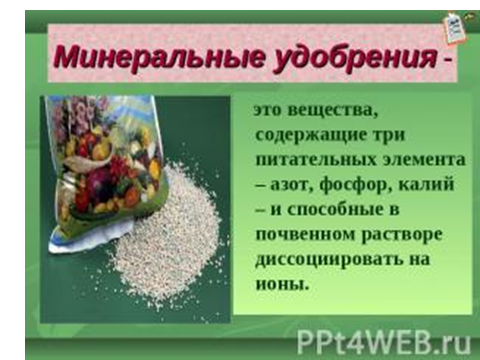 Минеральные удобрения -
это вещества,
содержащие три
питательных элемента
– азот, фосфор, калий
– и способные в
почвенном растворе
диссоциировать на
ионы.
PPt4WEB.ru